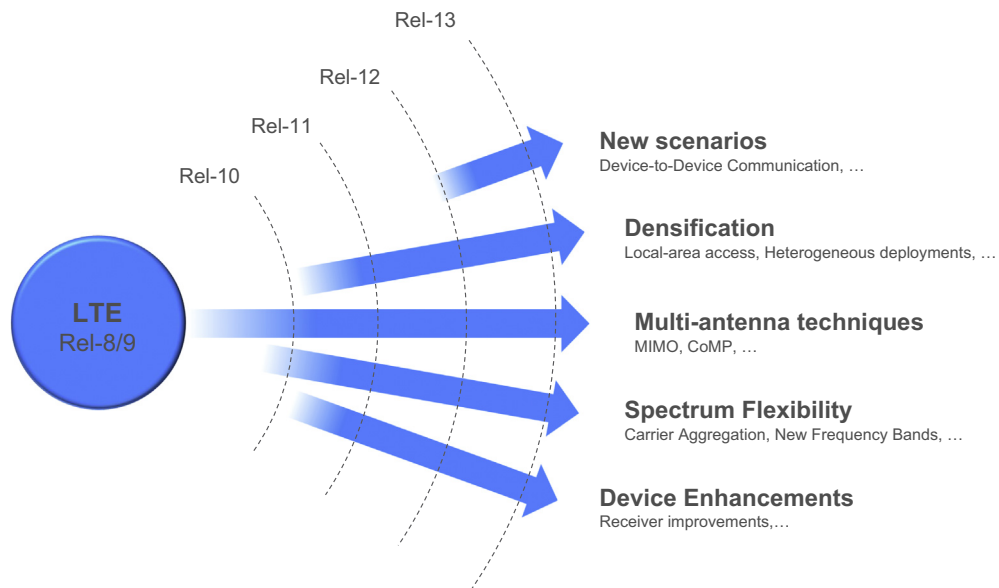 Rel-13
Rel-12
Rel-11
Rel-10
LTE
Rel-8/9
New scenarios
Device-to-Device Communication, …
Densification
Local-area access, Heterogeneous deployments, …
Multi-antenna techniques
MIMO, CoMP, …
Spectrum Flexibility
Carrier Aggregation, New Frequency Bands, …
Device Enhancements
Receiver improvements,…